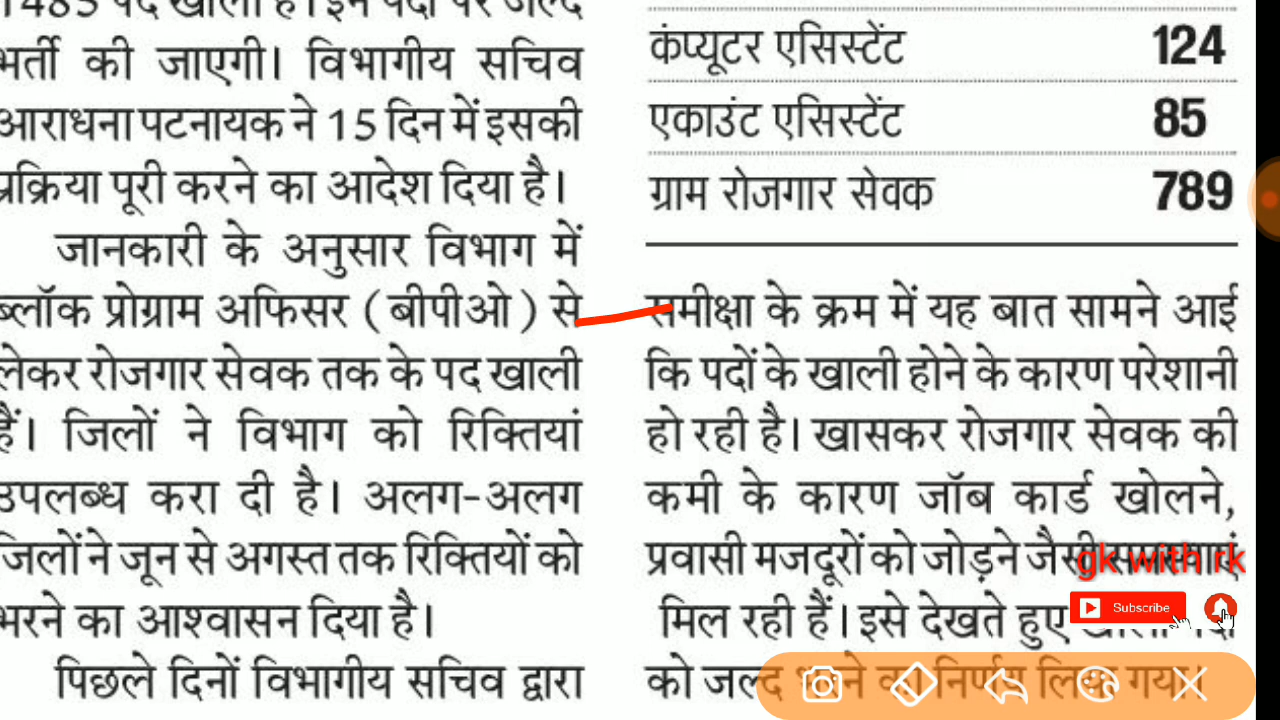 1485 पद खाली हैं। इन पदों पर जल्द
भर्ती की जाएगी। विभागीय सचिव
आराधना पटनायक ने 15 दिन में इसकी
प्रक्रिया पूरी करने का आदेश दिया है।
जानकारी के अनुसार विभाग में
ब्लॉक प्रोग्राम अफिसर (बीपीओ) से
लेकर रोजगार सेवक तक के पद खाली
हैं। जिलों ने विभाग को रिक्तियां
उपलब्ध करा दी है। अलग-अलग
जिलों ने जून से अगस्त तक रिक्तियों को
भरने का आश्वासन दिया है।
पिछले दिनों विभागीय सचिव द्वारा
कंप्यूटर एसिस्टेंट 124
एकाउंट एसिस्टेंट 85
ग्राम रोजगार सेवक 789
समीक्षा के क्रम में यह बात सामने आई
कि पदों के खाली होने के कारण परेशानी
हो रही है। खासकर रोजगार सेवक की
कमी के कारण जॉब कार्ड खोलने,
प्रवासी मजदूरों को जोड़ने जैसी
मिल रही हैं। इसे देखते हुए
को जल्द भरने का निर्णय लिया गया।
gk with rk
Subscribe